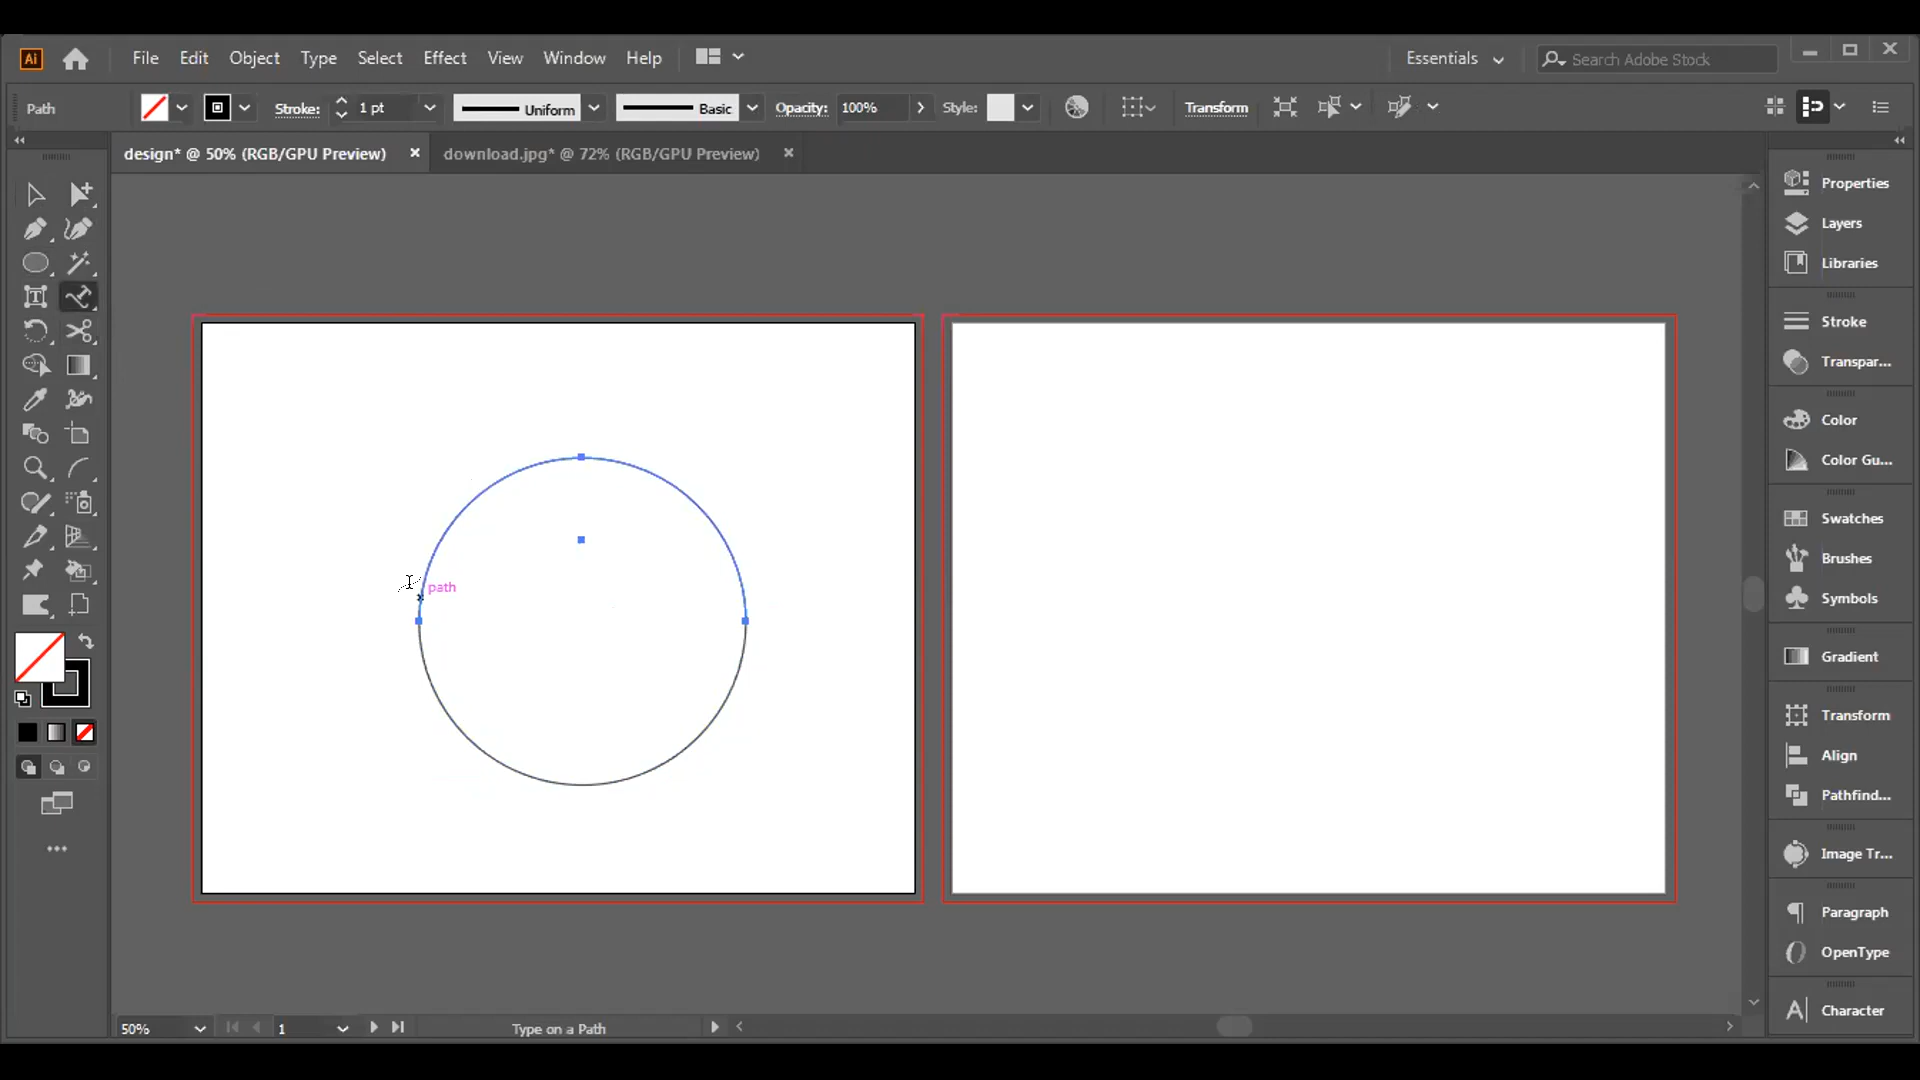 Ai File Edit Object Type Select Effect View Window Help Essentials Search Adobe Stock
Path Stroke: 1 pt Uniform Basic Opacity: 100% Style: Transform
design* @ 50% (RGB/GPU Preview) × download.jpg* @ 72% (RGB/GPU Preview) ×
Properties
Layers
Libraries
Stroke
Transpar...
Color
Color Gu...
Swatches
Brushes
path
Symbols
Gradient
Transform
Align
Pathfind...
Image Tr...
Paragraph
OpenType
Character
50% 1 Type on a Path